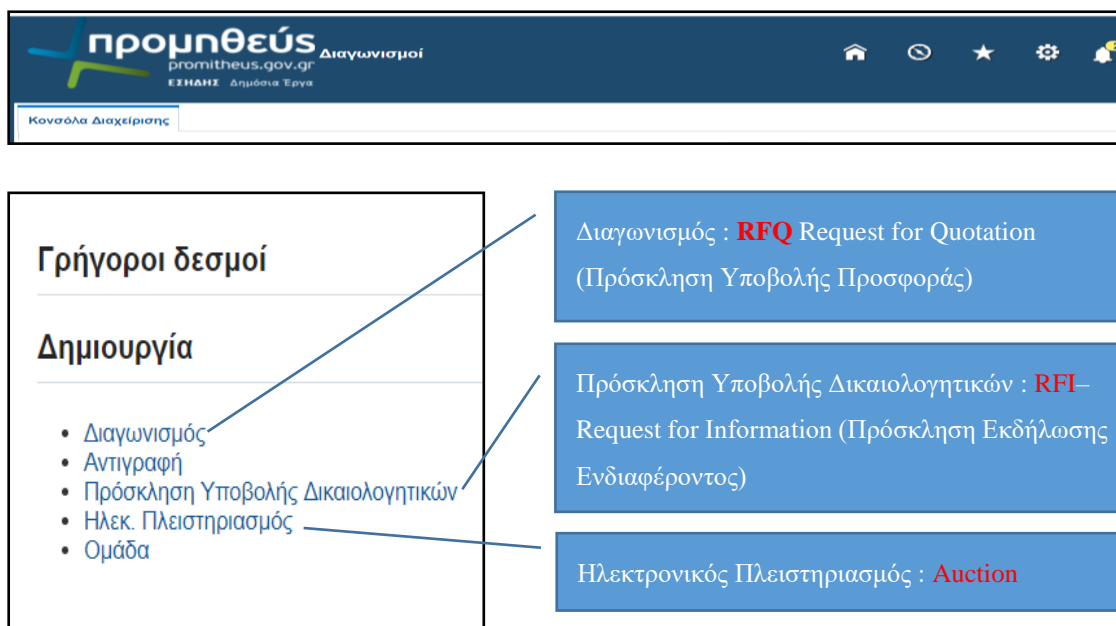 προμηθεύς
promitheus.gov.gr
ΕΣΗΔΗΣ Δημόσια Έργα
Διαγωνισμοί
Κονσόλα Διαχείρισης
Γρήγοροι δεσμοί
Δημιουργία
• Διαγωνισμός
• Αντιγραφή
• Πρόσκληση Υποβολής Δικαιολογητικών
• Ηλεκ. Πλειστηριασμός
• Ομάδα
Διαγωνισμός : RFQ Request for Quotation
(Πρόσκληση Υποβολής Προσφοράς)
Πρόσκληση Υποβολής Δικαιολογητικών : RFI–
Request for Information (Πρόσκληση Εκδήλωσης
Ενδιαφέροντος)
Ηλεκτρονικός Πλειστηριασμός : Auction